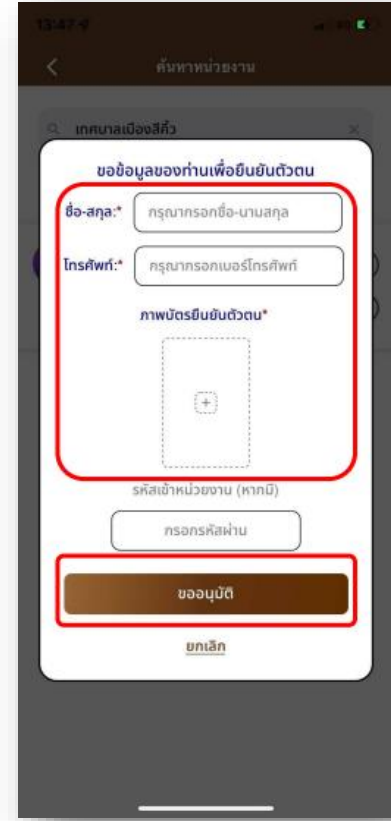 13:47
ค้นหาหน่วยงาน
เทศบาลเมืองสีคิ้ว
ขอข้อมูลของท่านเพื่อยืนยันตัวตน
ชื่อ-สกุล:* กรุณากรอกชื่อ-นามสกุล
โทรศัพท์:* กรุณากรอกเบอร์โทรศัพท์
ภาพบัตรยืนยันตัวตน*
รหัสเข้าหน่วยงาน (หากมี)
กรอกรหัสผ่าน
ขออนุมัติ
ยกเลิก